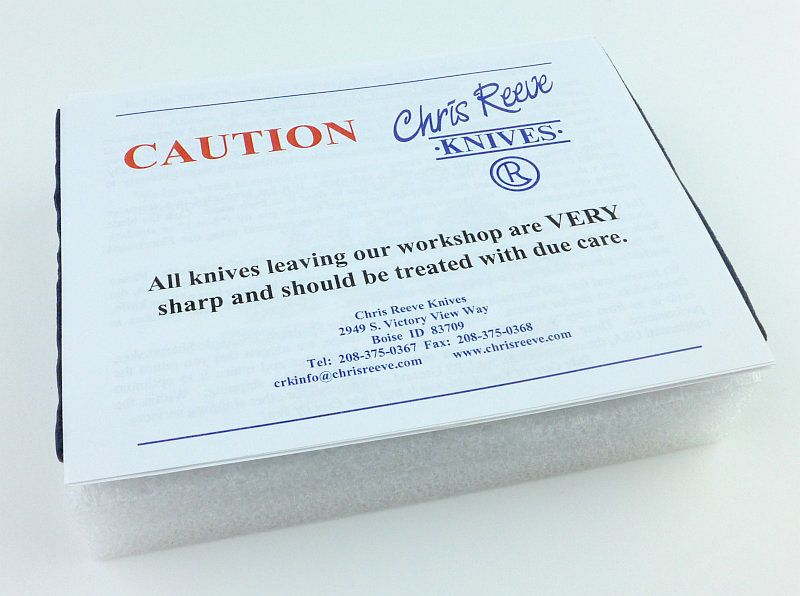 CAUTION
Chris Reeve
·KNIVES·
®
All knives leaving our workshop are VERY
sharp and should be treated with due care.
Chris Reeve Knives
2949 S. Victory View Way
Boise ID 83709
Tel: 208-375-0367 Fax: 208-375-0368
crkinfo@chrisreeve.com www.chrisreeve.com